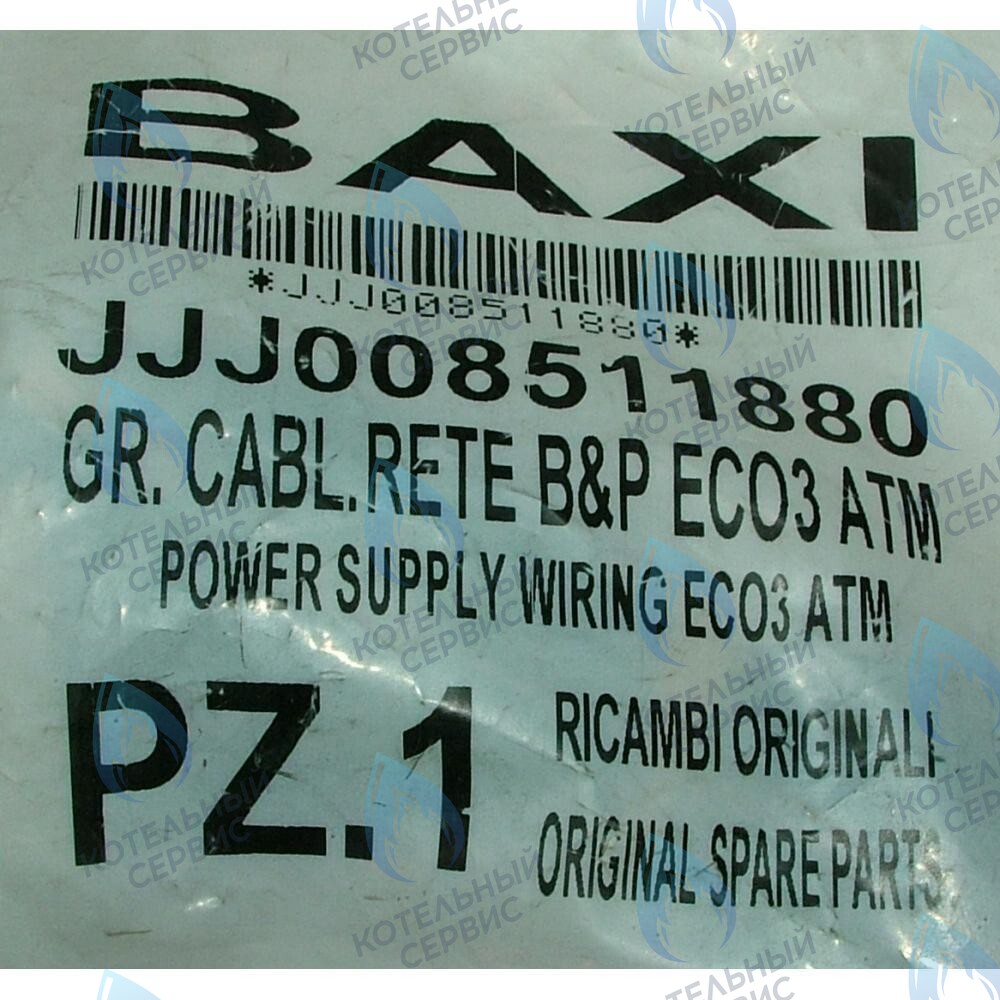 BAXI
*JJJ008511880*
JJJ008511880
GR. CABL.RETE B&P ECO3 ATM
POWER SUPPLY WIRING ECO3 ATM
PZ.1
RICAMBI ORIGINALI
ORIGINAL SPARE PARTS
КОТЕЛЬНЫЙ
СЕРВИС